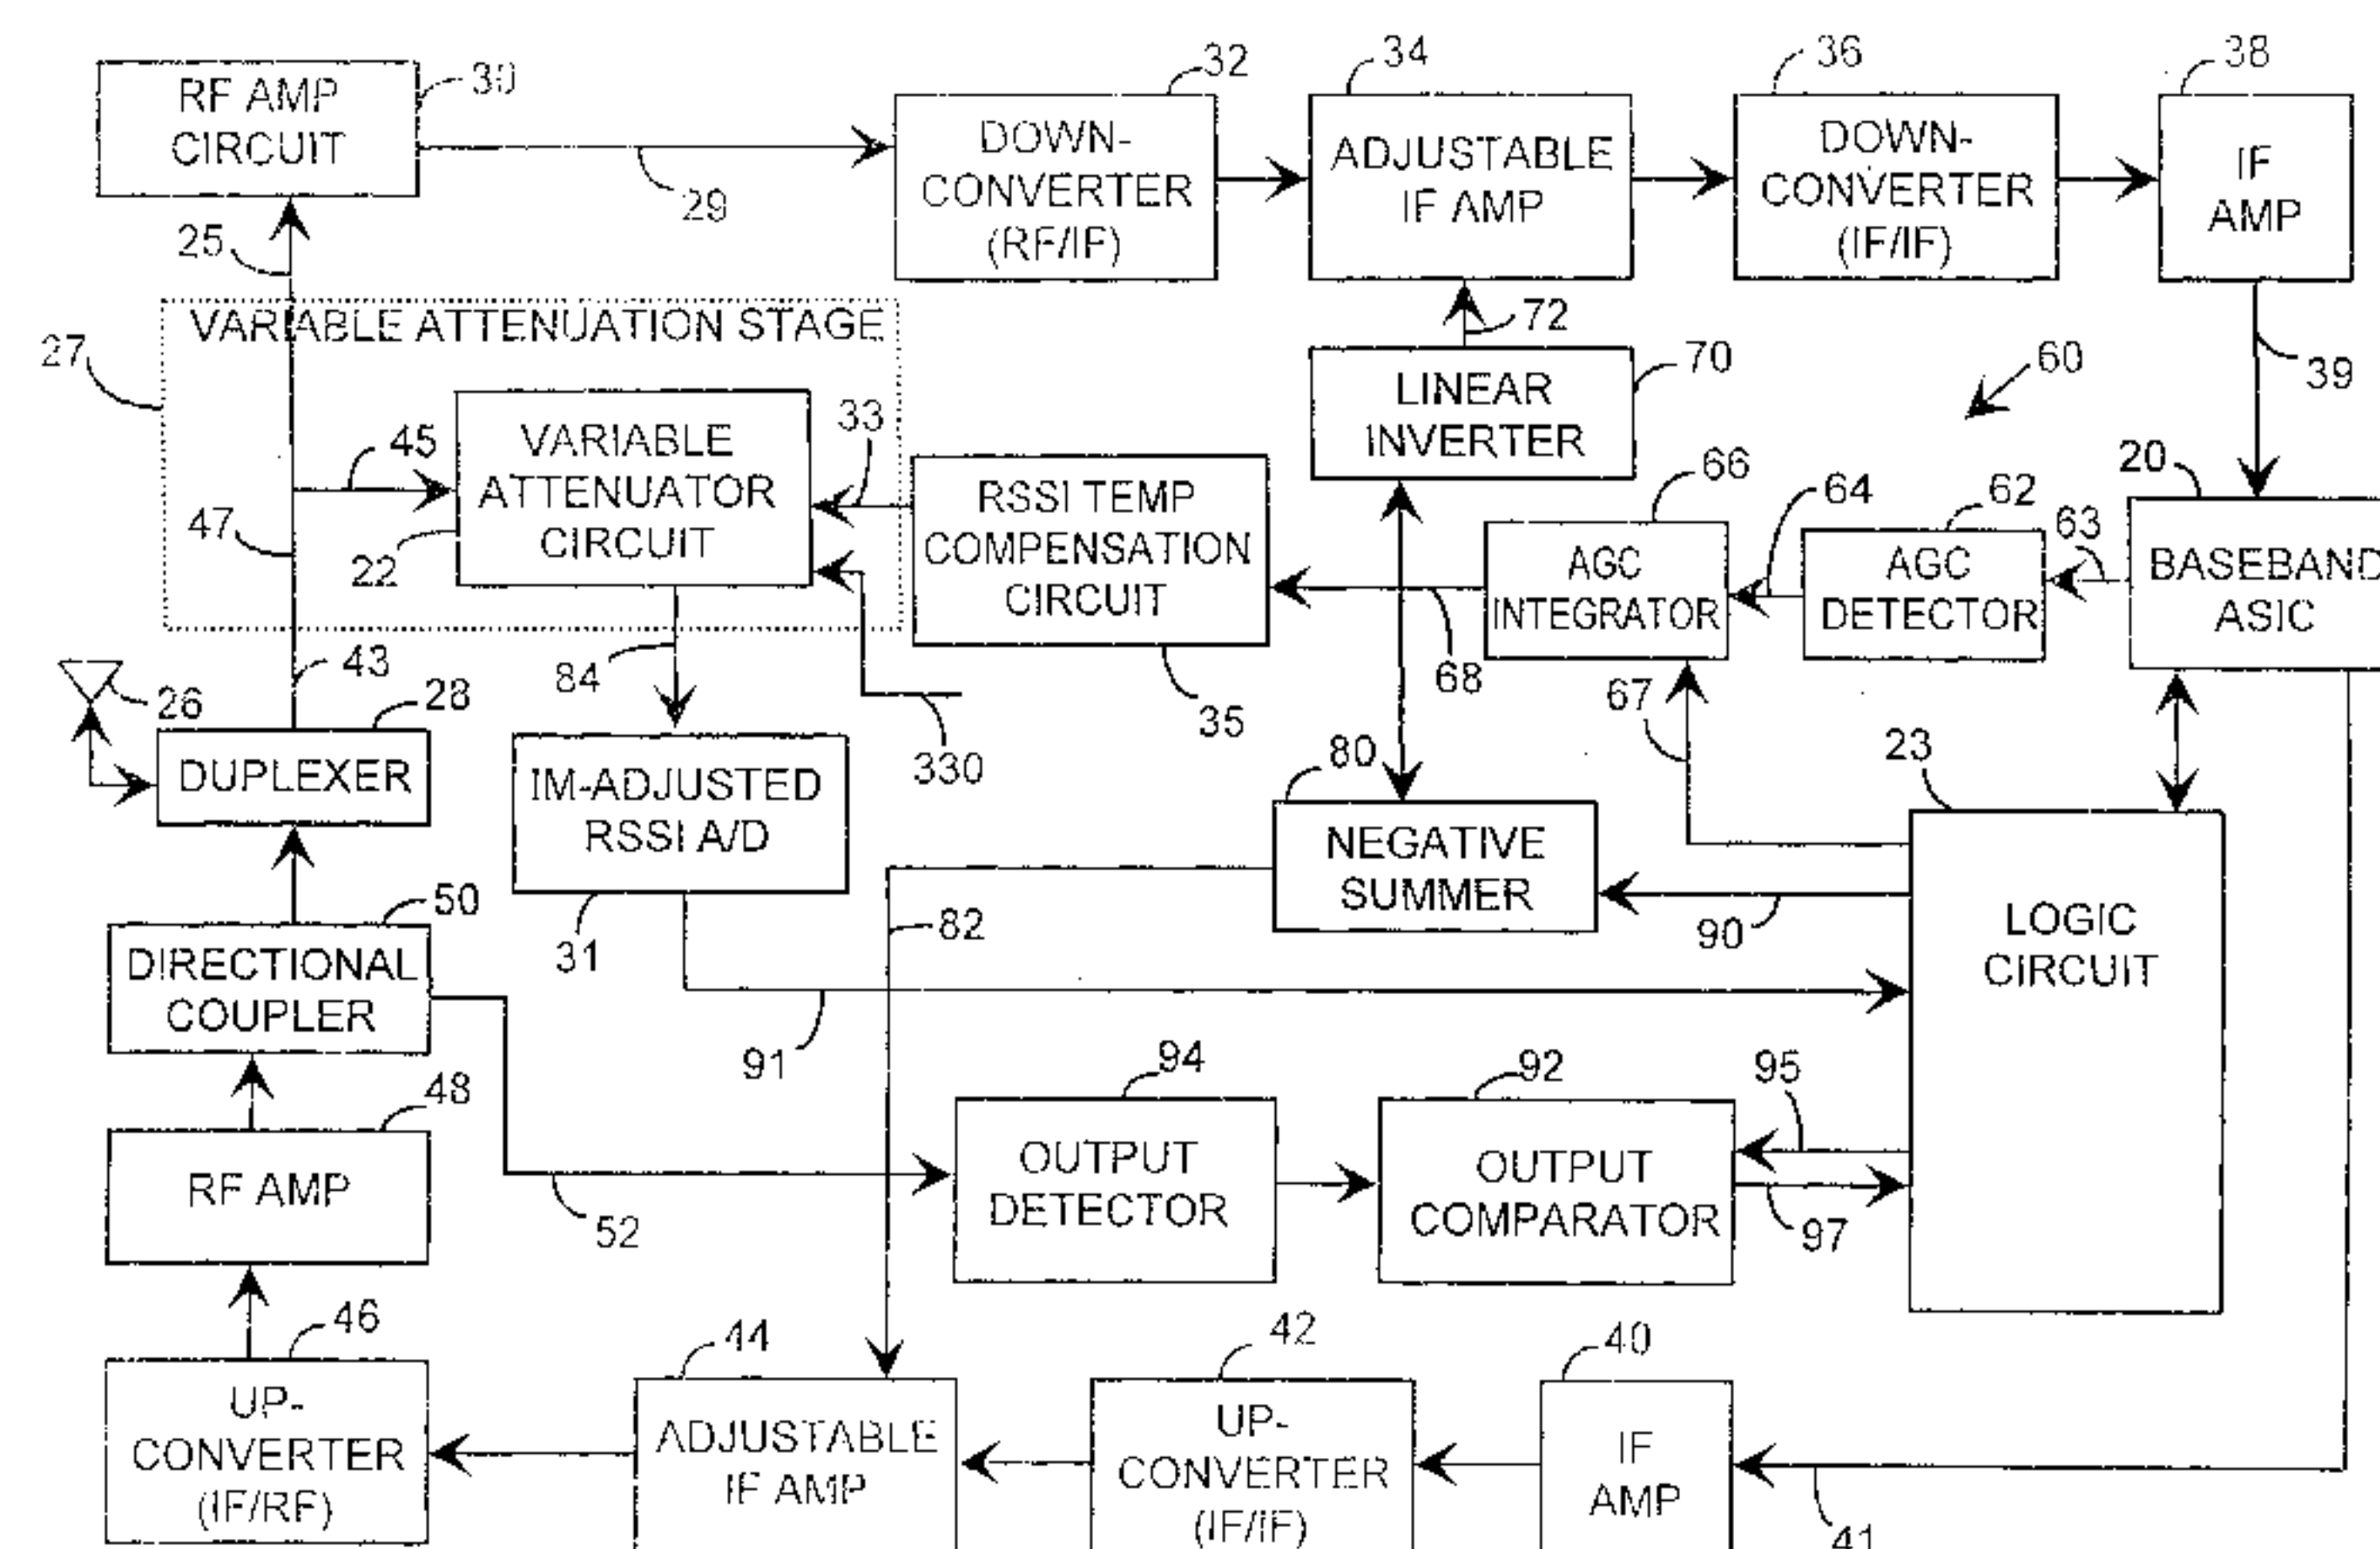 RF AMP
CIRCUIT
30
32
34
36
38
DOWN-
CONVERTER
(RF/IF)
ADJUSTABLE
IF AMP
DOWN-
CONVERTER
(IF/IF)
IF
AMP
25
29
VARIABLE ATTENUATION STAGE
27
72
LINEAR
INVERTER
70
60
39
45
VARIABLE
ATTENUATOR
CIRCUIT
33
47
22
RSSI TEMP
COMPENSATION
CIRCUIT
66
64
62
63
20
AGC
INTEGRATOR
AGC
DETECTOR
BASEBAND
ASIC
43
84
68
67
26
28
35
330
DUPLEXER
IM-ADJUSTED
RSSI A/D
80
23
NEGATIVE
SUMMER
50
31
82
90
LOGIC
CIRCUIT
DIRECTIONAL
COUPLER
91
94
92
95
48
RF AMP
OUTPUT
DETECTOR
OUTPUT
COMPARATOR
52
97
46
44
42
40
UP-
CONVERTER
(IF/RF)
ADJUSTABLE
IF AMP
UP-
CONVERTER
(IF/IF)
IF
AMP
41